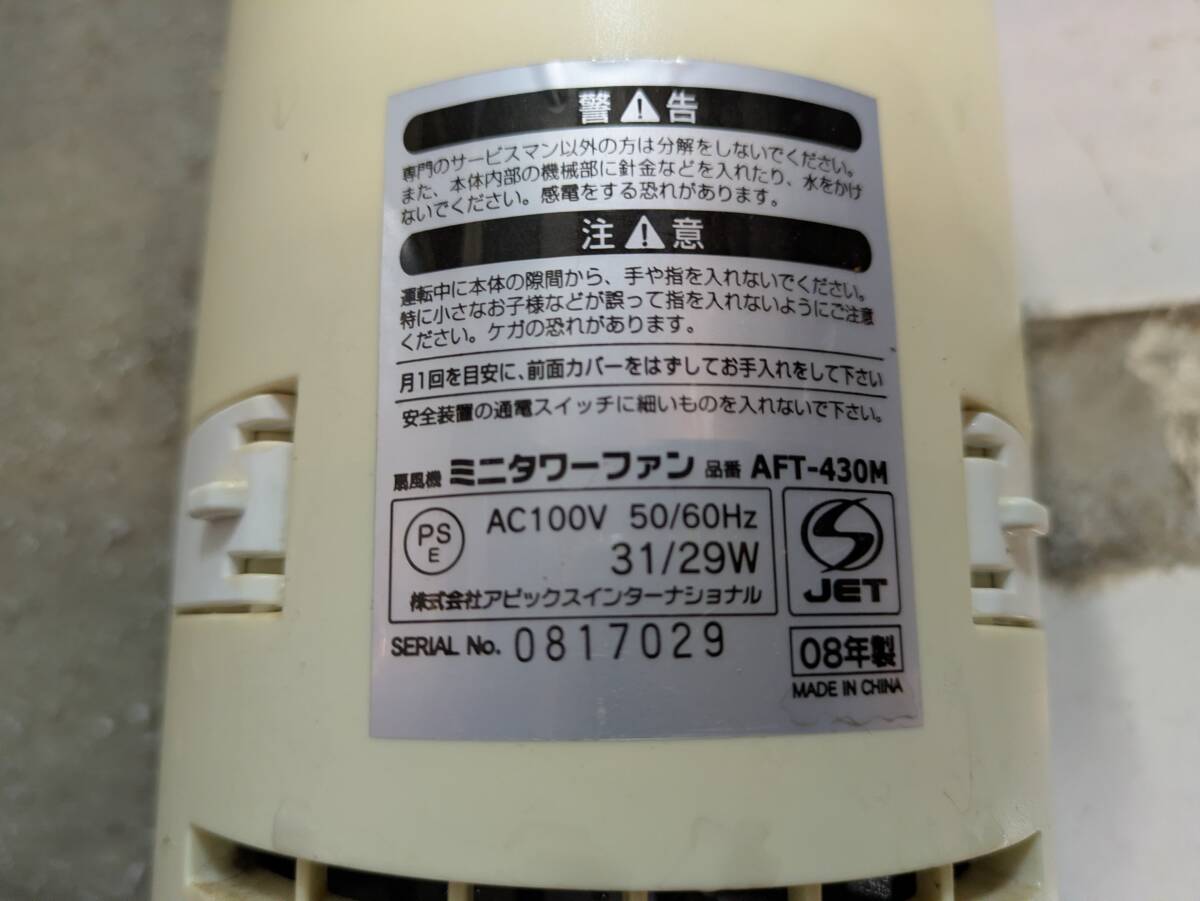 警⚠告
専門のサービスマン以外の方は分解をしないでください。
また、本体内部の機械部に針金などを入れたり、水をかけ
ないでください。感電をする恐れがあります。
注⚠意
運転中に本体の隙間から、手や指を入れないでください。
特に小さなお子様などが誤って指を入れないようにご注意
ください。ケガの恐れがあります。
月1回を目安に、前面カバーをはずしてお手入れをして下さい
安全装置の通電スイッチに細いものを入れないで下さい。
扇風機 ミニタワーファン 品番 AFT-430M
PS
E
AC100V 50/60Hz
31/29W
株式会社アピックスインターナショナル
JET
SERIAL No. 0817029
08年製
MADE IN CHINA